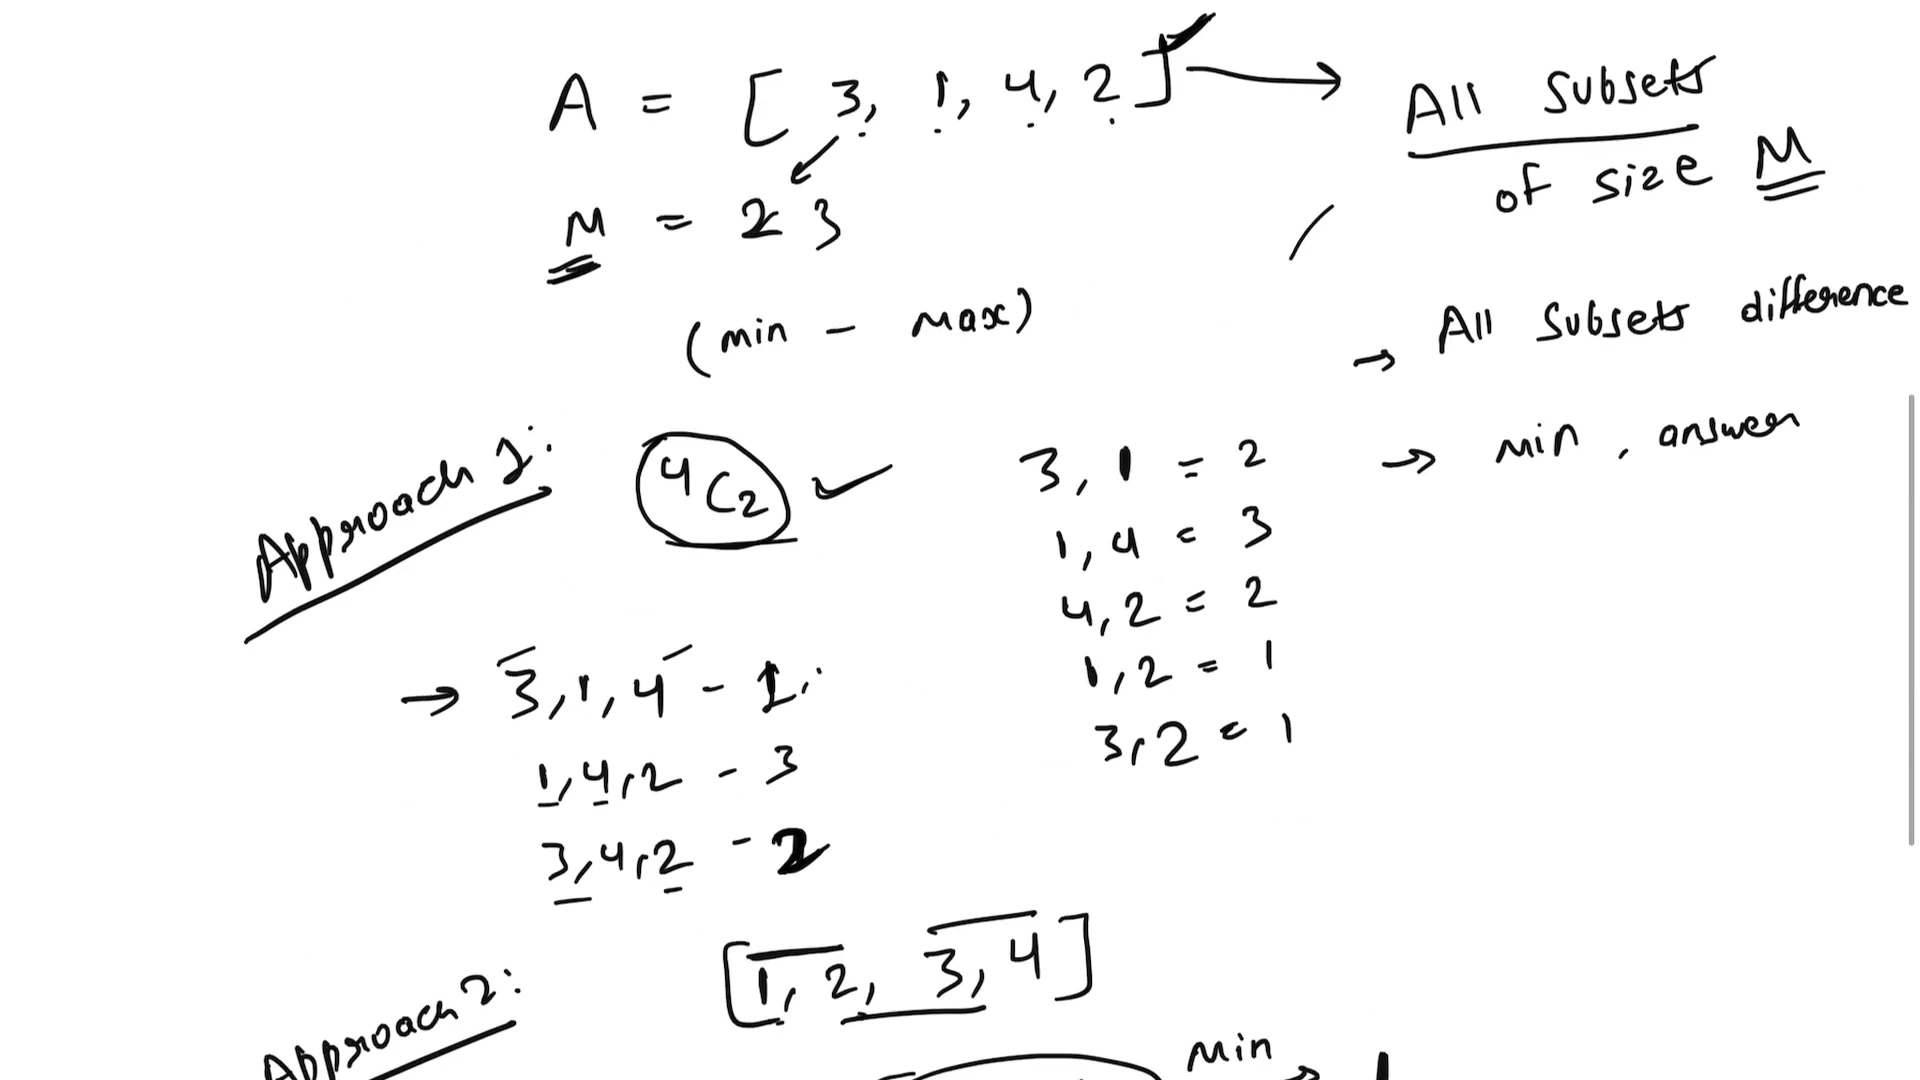 A = [ 3, 1, 4, 2 ] → All subsets
of size M
M = 2 3
(min - max)
→ All subsets difference
→ min, answer
Approach 1:
4C2 ✓
3, 1 = 2
1, 4 = 3
4, 2 = 2
1, 2 = 1
3, 2 = 1
→ 3, 1, 4 - 1
1, 4, 2 - 3
3, 4, 2 - 2
Approach 2:
[1, 2, 3, 4]
Min